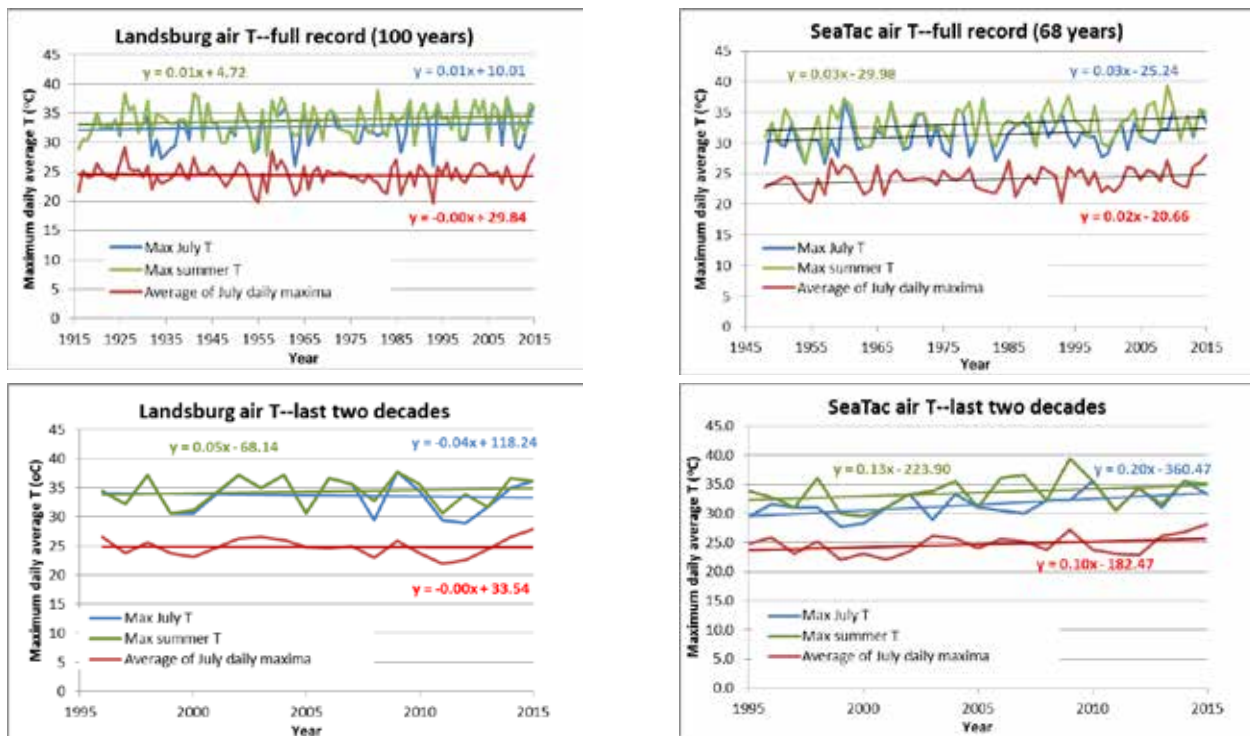 Landsburg air T--full record (100 years)
Maximum daily average T (°C)
45
40
35
30
25
20
15
10
5
0
y = 0.01x + 4.72
y = 0.01x + 10.01
y = -0.00x + 29.84
Max July T
Max summer T
Average of July daily maxima
1915 1925 1935 1945 1955 1965 1975 1985 1995 2005 2015
Year
SeaTac air T--full record (68 years)
Maximum daily average T (°C)
45
40
35
30
25
20
15
10
5
0
y = 0.03x - 29.98
y = 0.03x - 25.24
y = 0.02x - 20.66
Max July T
Max summer T
Average of July daily maxima
1945 1955 1965 1975 1985 1995 2005 2015
Year
Landsburg air T--last two decades
Maximum daily average T (oC)
45
40
35
30
25
20
15
10
5
0
y = 0.05x - 68.14
y = -0.04x + 118.24
y = -0.00x + 33.54
Max July T
Max summer T
Average of July daily maxima
1995 2000 2005 2010 2015
Year
SeaTac air T--last two decades
Maximum daily average T (°C)
45.0
40.0
35.0
30.0
25.0
20.0
15.0
10.0
5.0
0.0
y = 0.13x - 223.90
y = 0.20x - 360.47
y = 0.10x - 182.47
Max July T
Max summer T
Average of July daily maxima
1995 2000 2005 2010 2015
Year